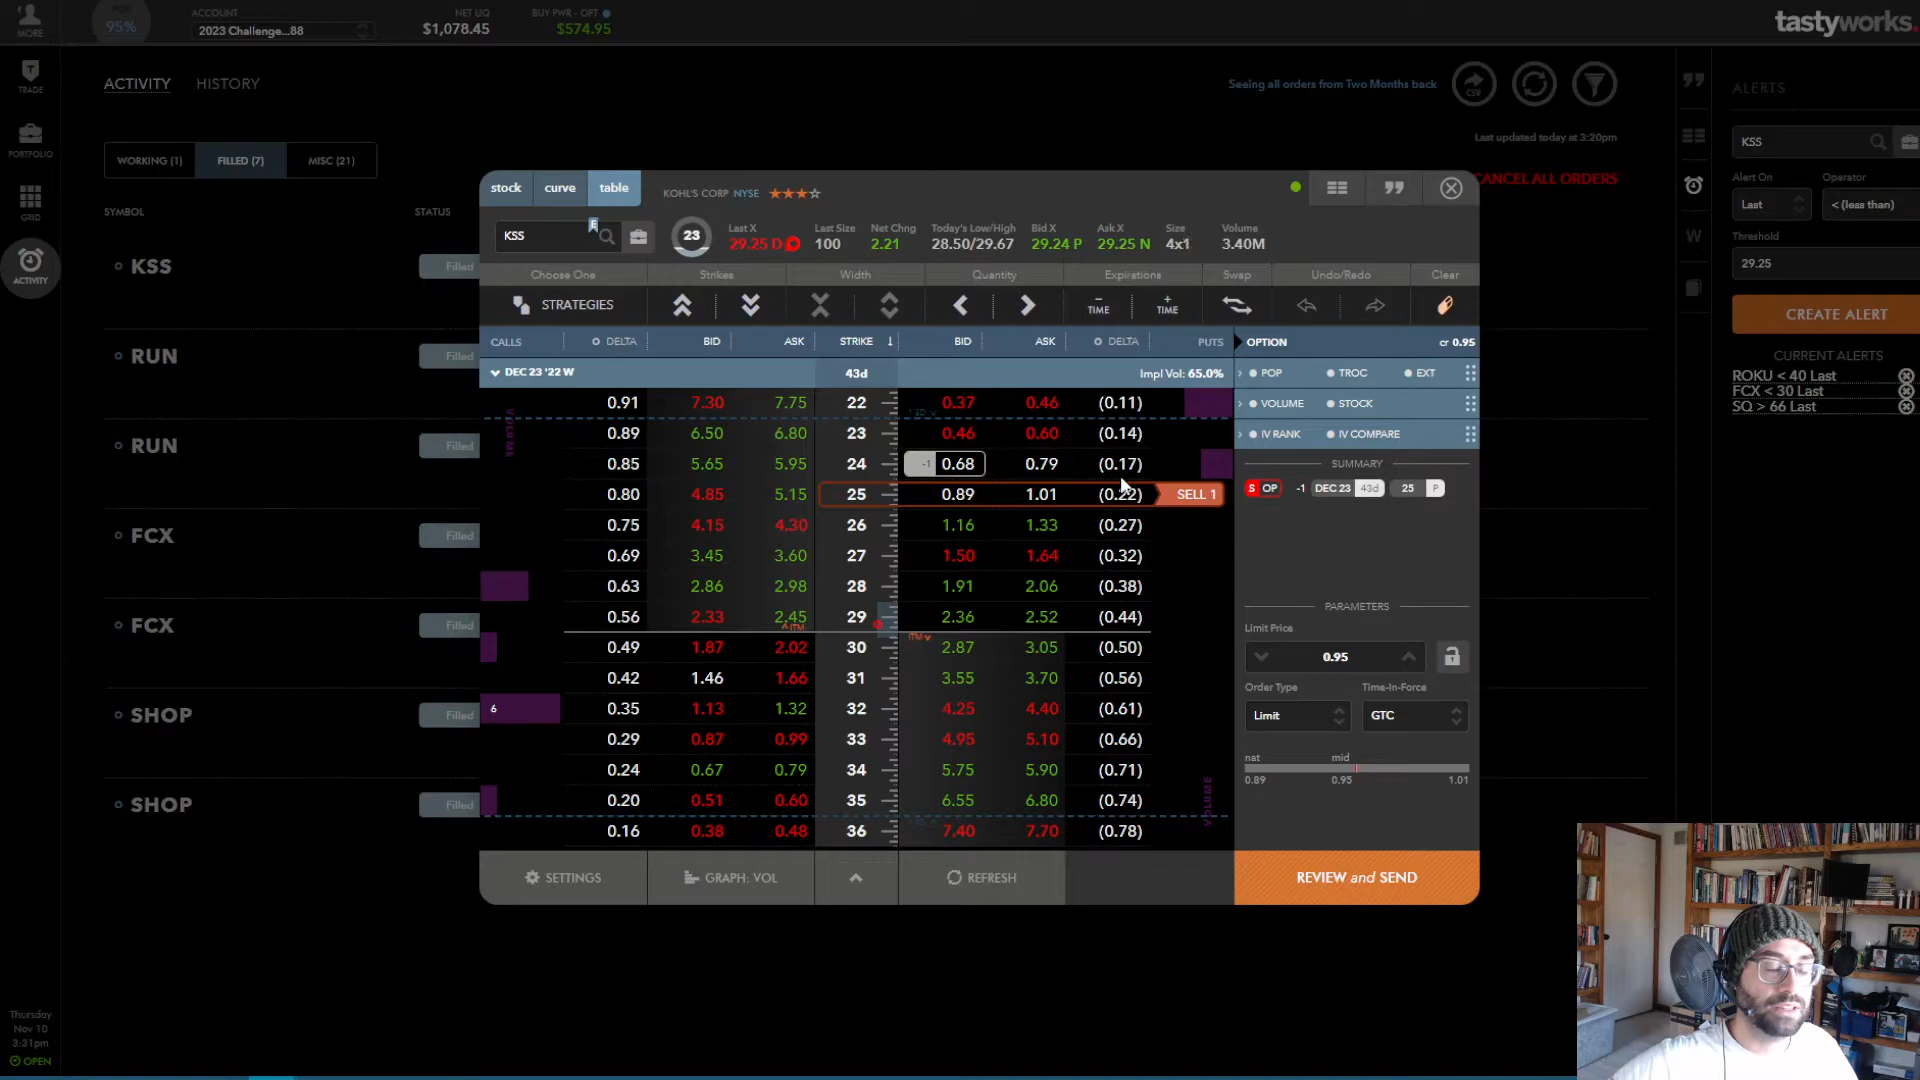 MORE
POP
95%
ACCOUNT
2023 Challenge...88
NET LIQ
$1,078.45
BUY PWR - OPT
$574.95
tastyworks.
TRADE
PORTFOLIO
GRID
ACTIVITY
ACTIVITY HISTORY
Seeing all orders from Two Months back
CSV
Last updated today at 3:20pm
CANCEL ALL ORDERS
WORKING (1) FILLED (7) MISC (21)
SYMBOL STATUS
KSS Filled
RUN Filled
RUN Filled
FCX Filled
FCX Filled
SHOP Filled
SHOP Filled
stock curve table KOHL'S CORP NYSE
KSS
E
23
Last X Last Size Net Chng Today's Low/High Bid X Ask X Size Volume
29.25 D 100 2.21 28.50/29.67 29.24 P 29.25 N 4x1 3.40M
Choose One Strikes Width Quantity Expirations Swap Undo/Redo Clear
STRATEGIES
− TIME
+ TIME
CALLS DELTA BID ASK STRIKE BID ASK DELTA PUTS
DEC 23 '22 W 43d Impl Vol: 65.0%
0.91 7.30 7.75 22 0.37 0.46 (0.11)
0.89 6.50 6.80 23 0.46 0.60 (0.14)
0.85 5.65 5.95 24 -1 0.68 0.79 (0.17)
0.80 4.85 5.15 25 0.89 1.01 (0.22) SELL 1
0.75 4.15 4.30 26 1.16 1.33 (0.27)
0.69 3.45 3.60 27 1.50 1.64 (0.32)
0.63 2.86 2.98 28 1.91 2.06 (0.38)
0.56 2.33 2.45 29 2.36 2.52 (0.44)
ITM
ITM
0.49 1.87 2.02 30 2.87 3.05 (0.50)
0.42 1.46 1.66 31 3.55 3.70 (0.56)
6 0.35 1.13 1.32 32 4.25 4.40 (0.61)
0.29 0.87 0.99 33 4.95 5.10 (0.66)
0.24 0.67 0.79 34 5.75 5.90 (0.71)
0.20 0.51 0.60 35 6.55 6.80 (0.74)
0.16 0.38 0.48 36 7.40 7.70 (0.78)
VOLUME
VOLUME
SETTINGS GRAPH: VOL REFRESH
OPTION cr 0.95
POP TROC EXT
VOLUME STOCK
IV RANK IV COMPARE
SUMMARY
S OP -1 DEC 23 43d 25 P
PARAMETERS
Limit Price
0.95
Order Type Time-In-Force
Limit GTC
nat mid
0.89 0.95 1.01
REVIEW and SEND
ALERTS
KSS
Alert On Operator
Last < (less than)
Threshold
29.25
CREATE ALERT
CURRENT ALERTS
ROKU < 40 Last
FCX < 30 Last
SQ > 66 Last
W
Thursday
Nov 10
3:31pm
OPEN